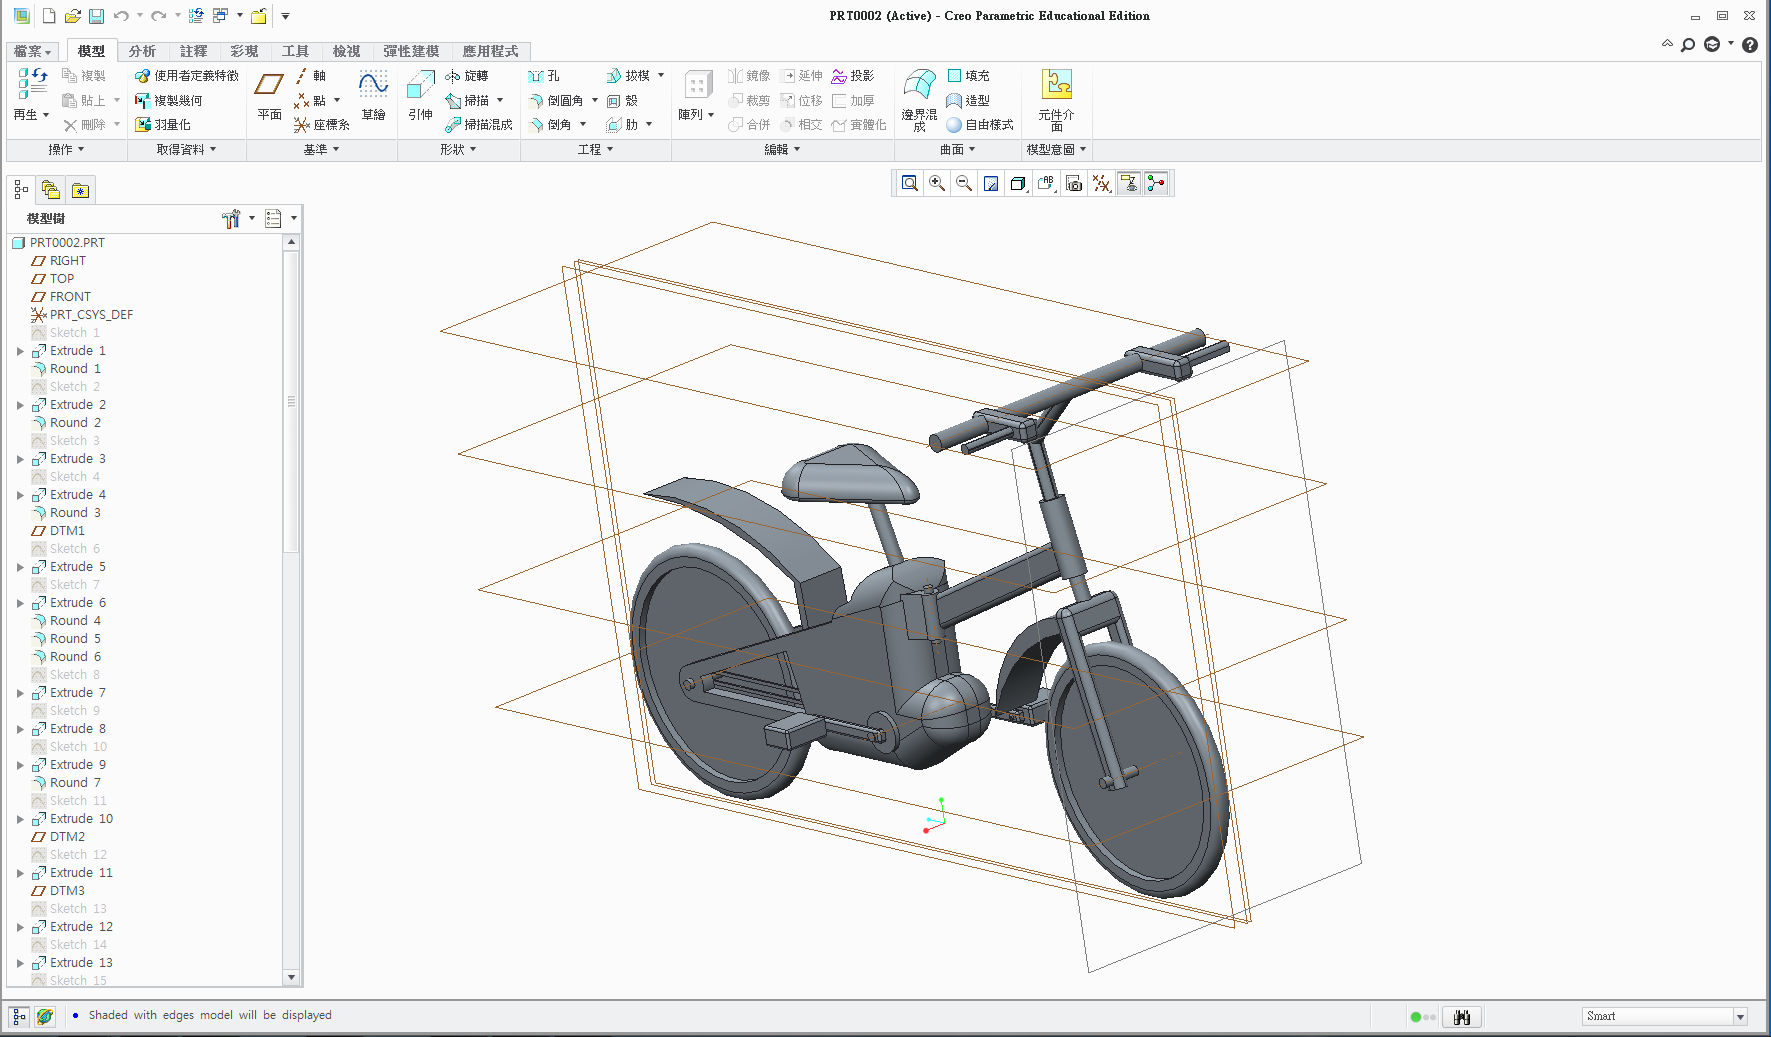 PRT0002 (Active) - Creo Parametric Educational Edition
檔案 模型 分析 註釋 彩現 工具 檢視 彈性建模 應用程式
再生
複製
貼上
刪除
操作
使用者定義特徵
複製幾何
羽量化
取得資料
平面
軸
點
座標系
草繪
基準
引伸
旋轉
掃描
掃描混成
形狀
孔
倒圓角
倒角
拔模
殼
肋
工程
陣列
鏡像
裁剪
合併
延伸
位移
相交
投影
加厚
實體化
編輯
邊界混成
填充
造型
自由樣式
曲面
元件介面
模型意圖
模型樹
PRT0002.PRT
RIGHT
TOP
FRONT
PRT_CSYS_DEF
Sketch 1
Extrude 1
Round 1
Sketch 2
Extrude 2
Round 2
Sketch 3
Extrude 3
Sketch 4
Extrude 4
Round 3
DTM1
Sketch 6
Extrude 5
Sketch 7
Extrude 6
Round 4
Round 5
Round 6
Sketch 8
Extrude 7
Sketch 9
Extrude 8
Sketch 10
Extrude 9
Round 7
Sketch 11
Extrude 10
DTM2
Sketch 12
Extrude 11
DTM3
Sketch 13
Extrude 12
Sketch 14
Extrude 13
Sketch 15
Shaded with edges model will be displayed
Smart